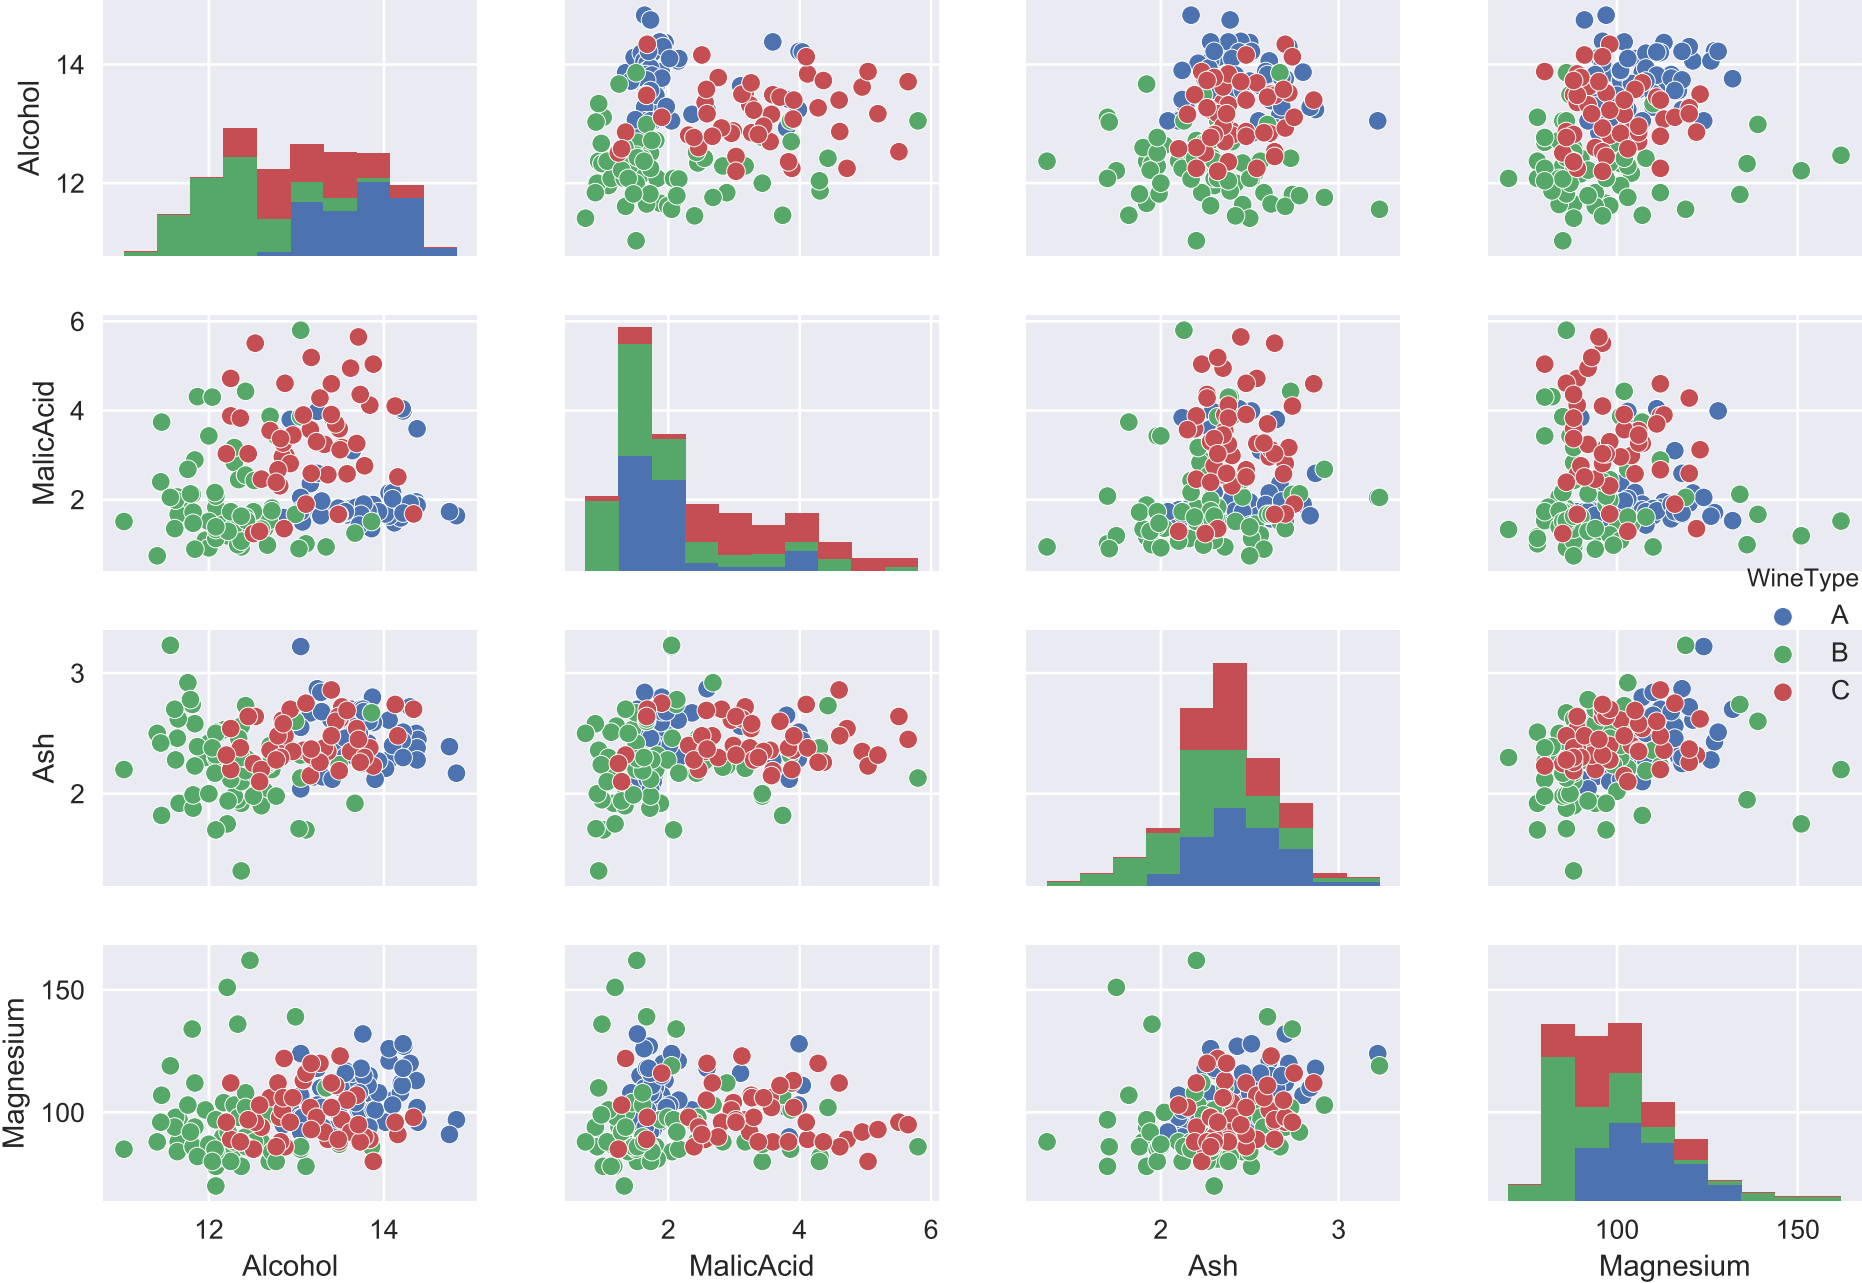 Alcohol
14
12
MalicAcid
6
4
2
WineType
A
B
C
Ash
3
2
Magnesium
150
100
12 14
2 4 6
2 3
100 150
Alcohol
MalicAcid
Ash
Magnesium